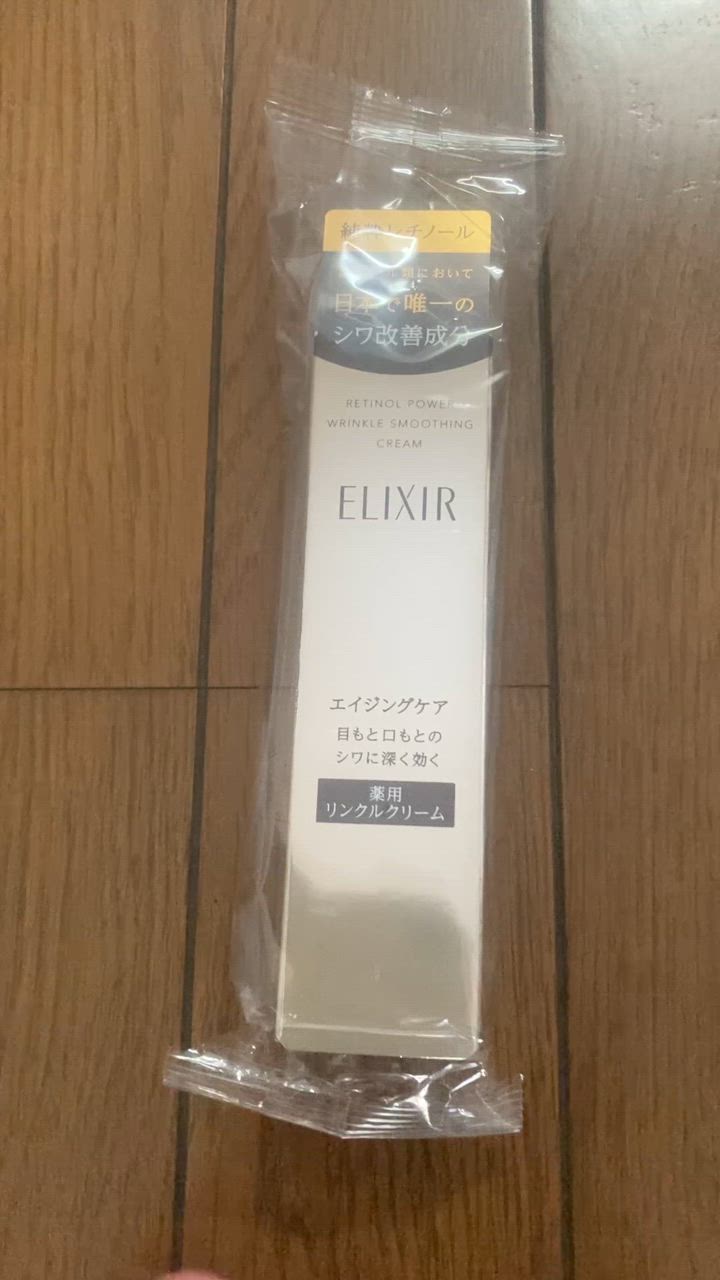 純粋レチノール
類において
日本で唯一の
シワ改善成分
RETINOL POWER
WRINKLE SMOOTHING
CREAM
ELIXIR
エイジングケア
目もと口もとの
シワに深く効く
薬用
リンクルクリーム